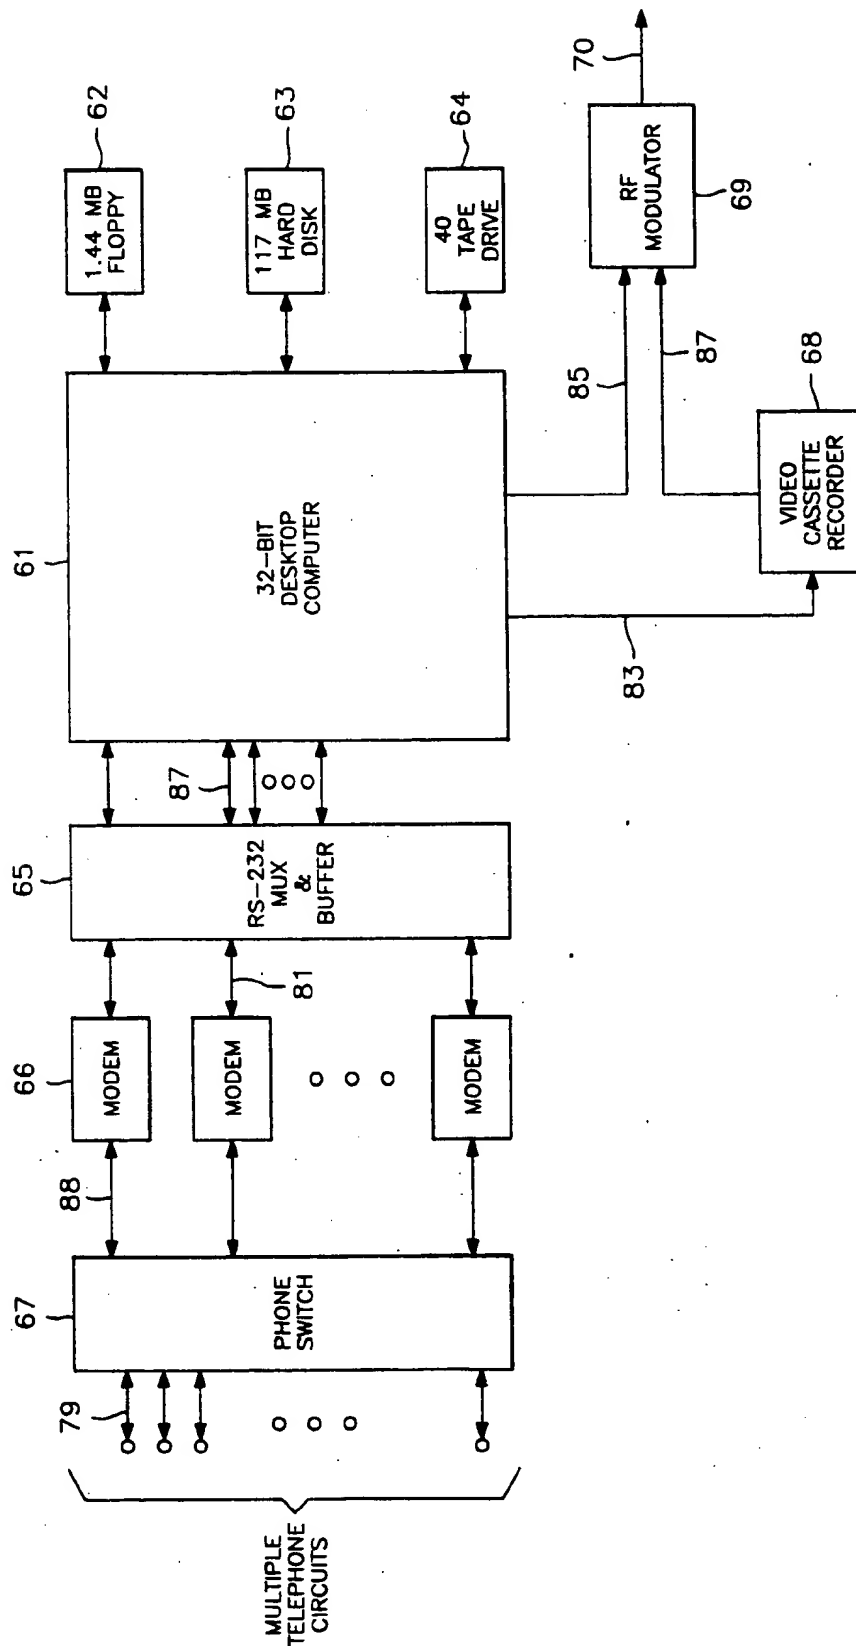 MULTIPLE
TELEPHONE
CIRCUITS
79
67
PHONE
SWITCH
88
66
MODEM
MODEM
MODEM
81
65
RS-232
MUX
&
BUFFER
87
61
32-BIT
DESKTOP
COMPUTER
1.44 MB
FLOPPY
62
117 MB
HARD
DISK
63
40
TAPE
DRIVE
64
83
85
87
VIDEO
CASSETTE
RECORDER
68
RF
MODULATOR
69
70